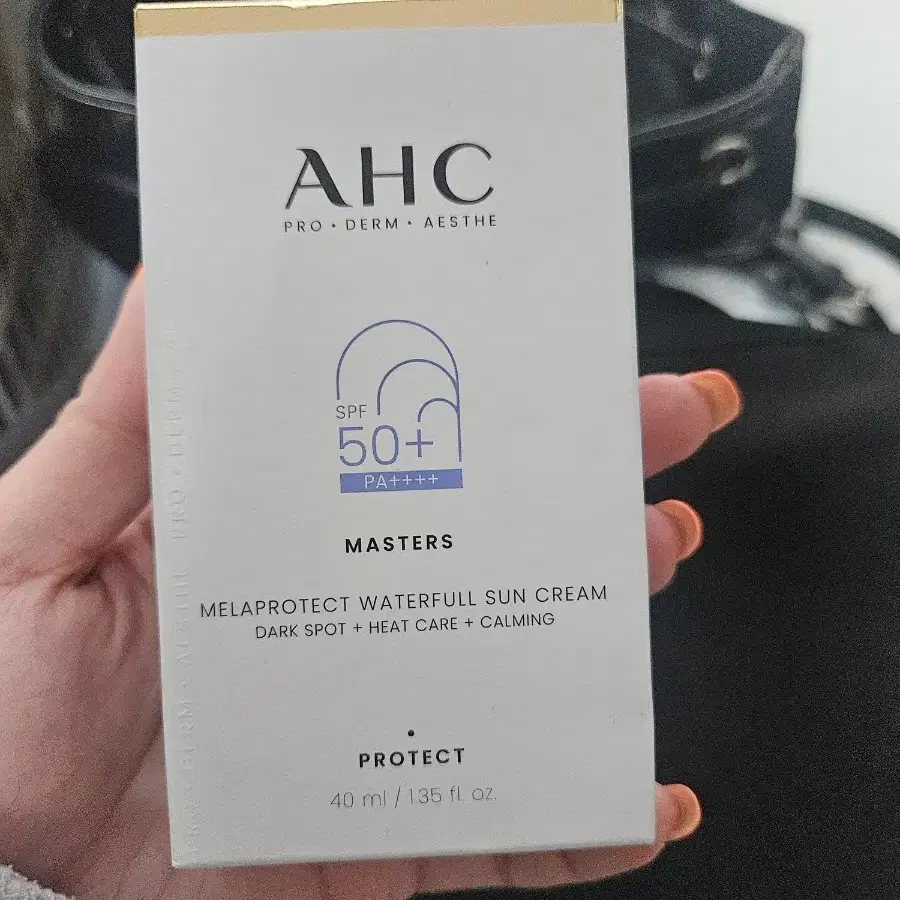 AHC
PRO • DERM • AESTHE
SPF
50+
PA++++
MASTERS
MELAPROTECT WATERFULL SUN CREAM
DARK SPOT + HEAT CARE + CALMING
PROTECT
40 ml / 1.35 fl. oz.